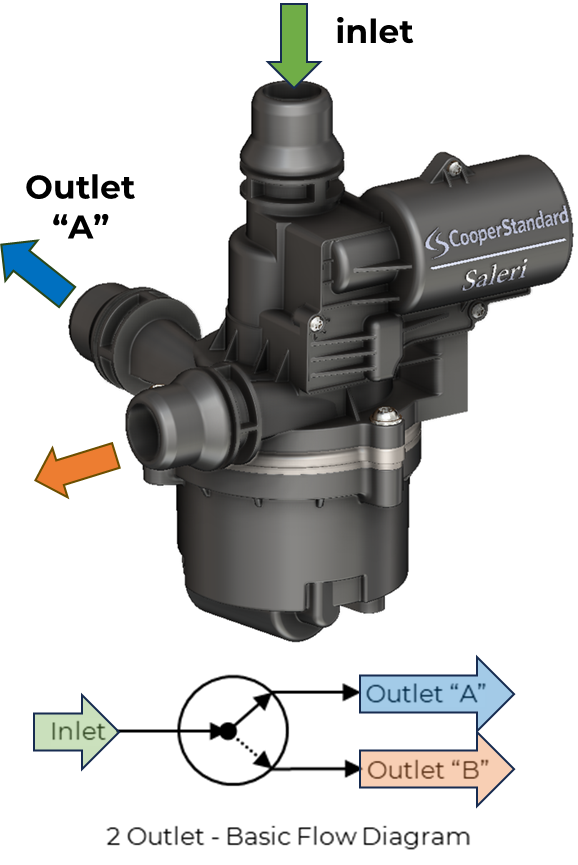 inlet
Outlet
“A”
CooperStandard
Saleri
Inlet
Outlet “A”
Outlet “B”
2 Outlet - Basic Flow Diagram